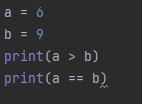 a = 6
b = 9
print(a > b)
print(a == b)